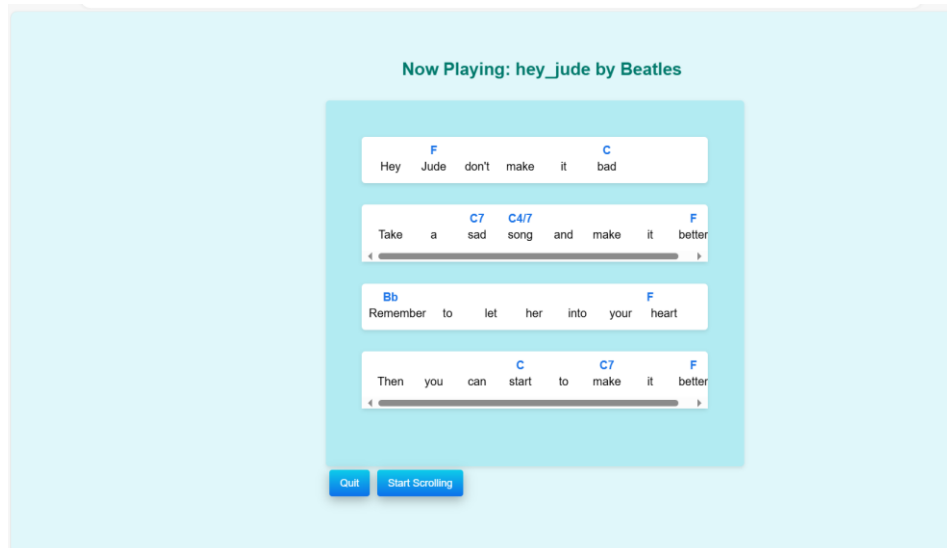 Now Playing: hey_jude by Beatles
F C
Hey Jude don't make it bad
C7 C4/7 F
Take a sad song and make it better
Bb F
Remember to let her into your heart
C C7 F
Then you can start to make it better
Quit Start Scrolling